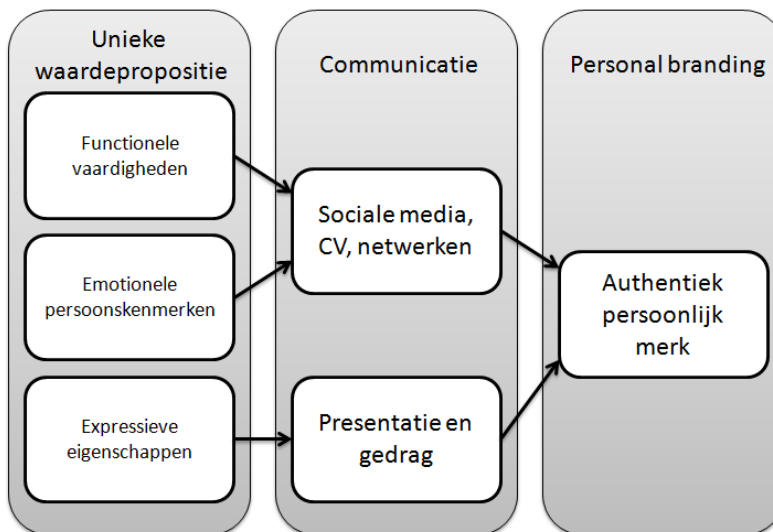 Unieke
waardepropositie
Functionele
vaardigheden
Emotionele
persoonskenmerken
Expressieve
eigenschappen
Communicatie
Sociale media,
CV, netwerken
Presentatie en
gedrag
Personal branding
Authentiek
persoonlijk
merk